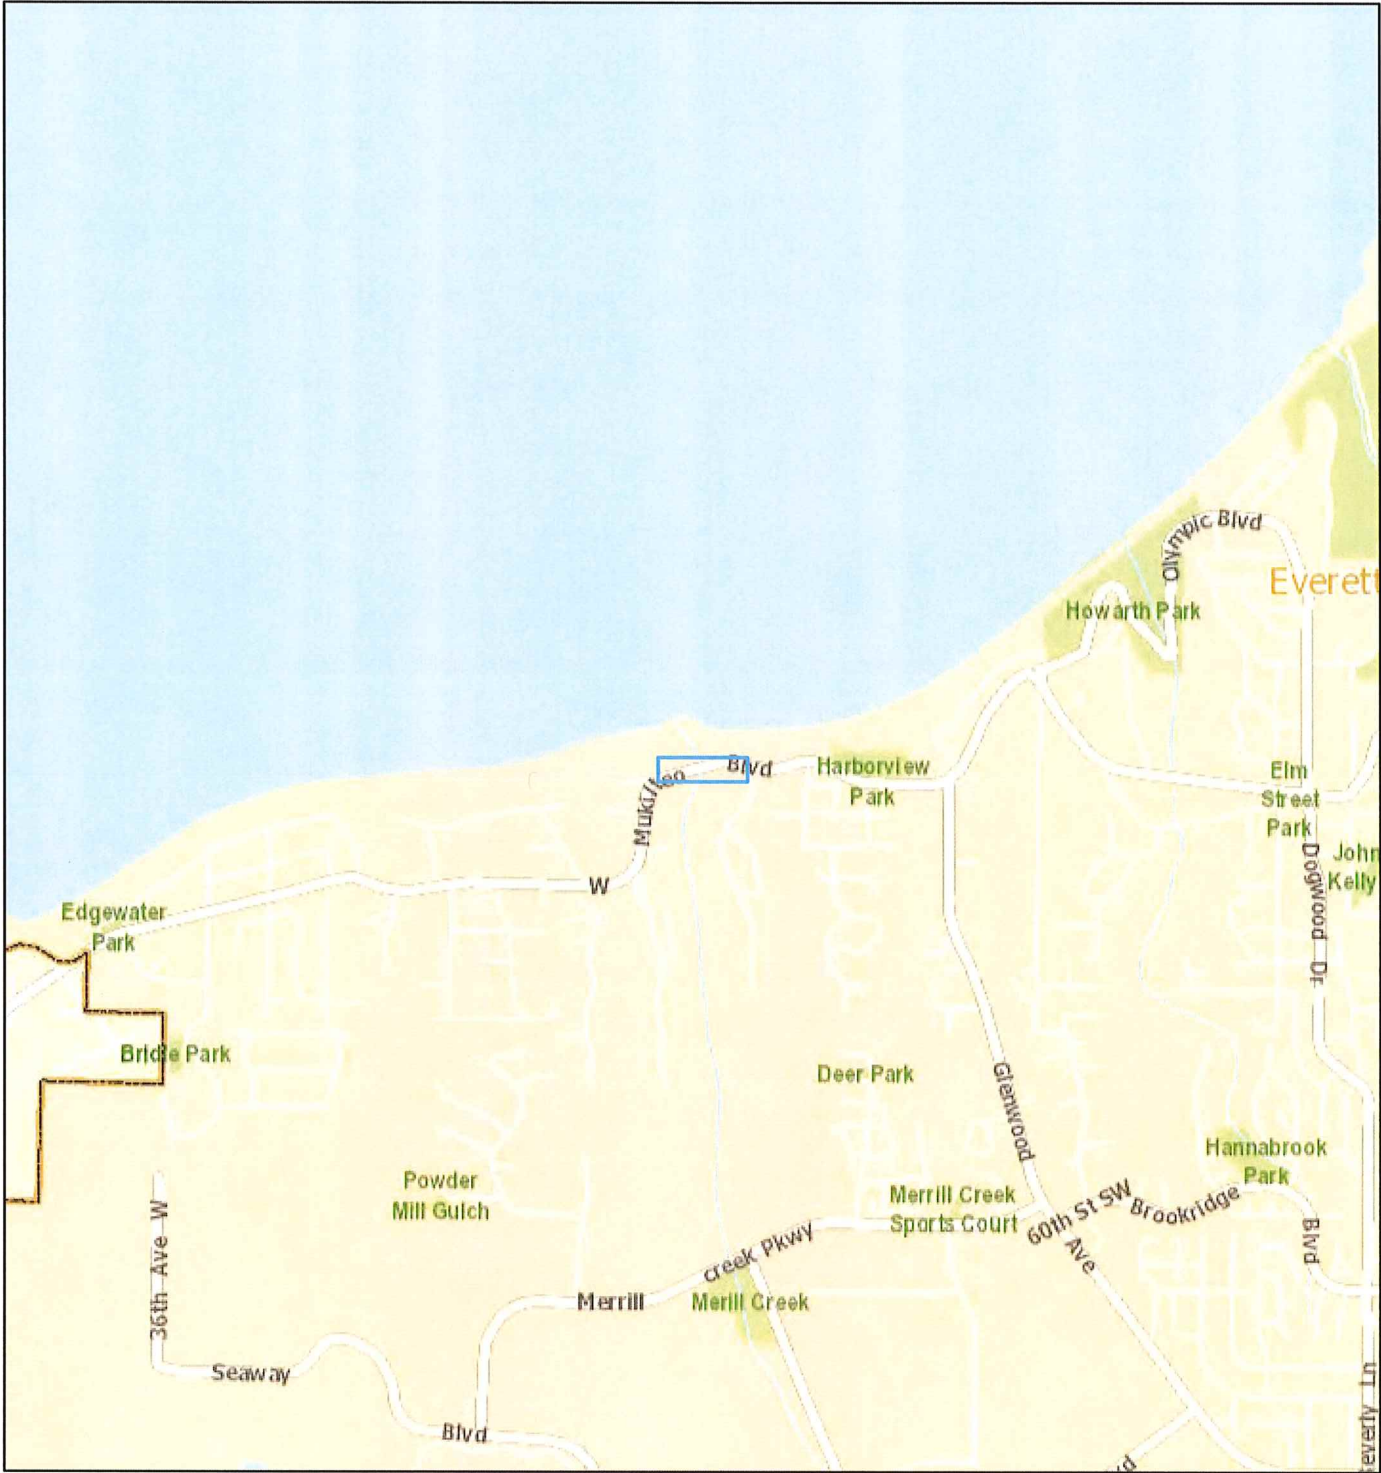 Olympic Blvd
Everett
Howarth Park
Blvd
Harborview
Park
Mukilteo
Elm
Street
Park
John
Kelly
Dogwood Dr
W
Edgewater
Park
Bridle Park
Deer Park
Glenwood
Ave
Hannabrook
Park
Powder
Mill Gulch
Merrill Creek
Sports Court
60th St SW
Brookridge
Blvd
36th Ave W
creek Pkwy
Merrill
Merill Creek
Seaway
Blvd
everly Ln